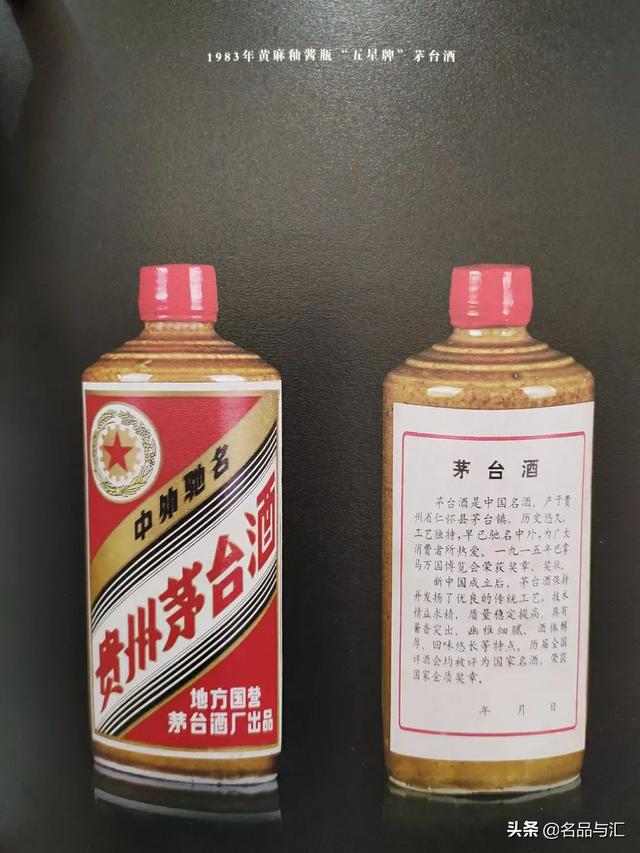 1983年黄麻釉酱瓶“五星牌”茅台酒
中外驰名
贵州茅台酒
地方国营
茅台酒厂出品
茅台酒
茅台酒是中国名酒，产于贵
州省仁怀县茅台镇，历史悠久，
工艺独特，早已驰名中外，为广大
消费者所热爱。一九一五年巴拿
马万国博览会荣获奖章、奖状。
新中国成立后，茅台酒保持
并发扬了优良的传统工艺，技术
精益求精，质量稳定提高，具有
酱香突出、幽雅细腻、酒体醇
厚、回味悠长等特点，历届全国
评酒会均被评为国家名酒，荣获
国家金质奖章。
年 月 日
头条 @名品与汇